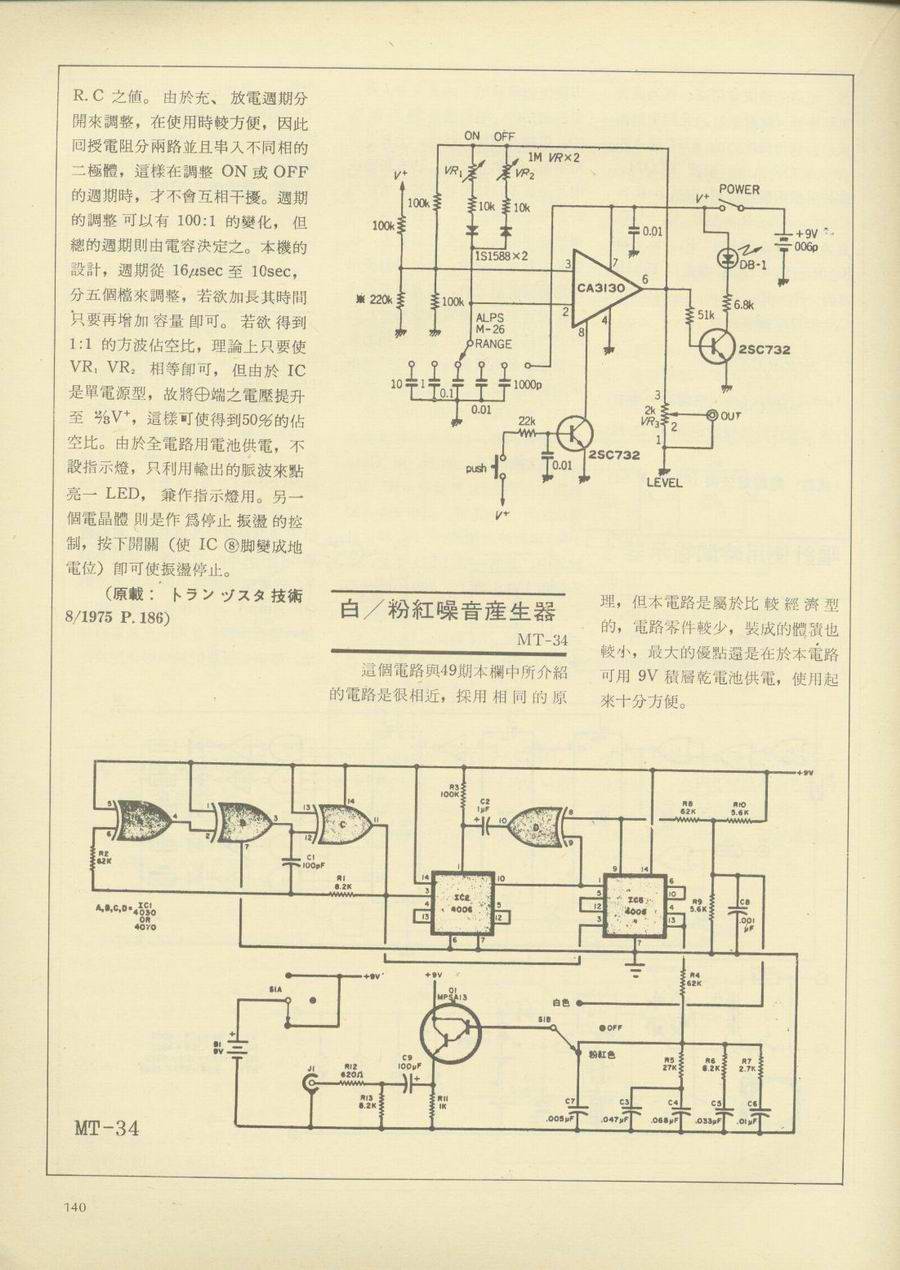 R.C 之值。由於充、放電週期分
開來調整，在使用時較方便，因此
回授電阻分兩路並且串入不同相的
二極體，這樣在調整 ON 或 OFF
的週期時，才不會互相干擾。週期
的調整可以有 100:1 的變化，但
總的週期則由電容決定之。本機的
設計，週期從 16μsec 至 10sec，
分五個檔來調整，若欲加長其時間
只要再增加容量卽可。若欲得到
1:1 的方波佔空比，理論上只要使
VR₁ VR₂ 相等卽可，但由於 IC
是單電源型，故將⊕端之電壓提升
至 ⅔V⁺，這樣可使得到50%的佔
空比。由於全電路用電池供電，不
設指示燈，只利用輸出的脈波來點
亮一 LED，兼作指示燈用。另一
個電晶體則是作爲停止振盪的控
制，按下開關（使 IC ⑧脚變成地
電位）卽可使振盪停止。
（原載：トランヅスタ技術
8/1975 P.186）
ON OFF
1M VR×2
VR₁
VR₂
V⁺
100k
100k
10k
10k
1S1588×2
※ 220k
100k
3
2
7
6
4
8
CA3130
0.01
V⁺
POWER
+9V
006p
DB-1
6.8k
51k
2SC732
ALPS
M-26
RANGE
10
1
0.1
0.01
1000p
22k
0.01
push
V⁺
2SC732
3
2k
VR₃
2
1
OUT
LEVEL
白／粉紅噪音産生器
MT-34
這個電路與49期本欄中所介紹
的電路是很相近，採用相同的原
理，但本電路是屬於比較經濟型
的，電路零件較少，裝成的體積也
較小，最大的優點還是在於本電路
可用 9V 積層乾電池供電，使用起
來十分方便。
+9V
5
6
4
1
2
3
B
7
13
12
14
11
C
R2
62K
C1
100pF
R1
8.2K
A,B,C,D= IC1
4030
OR
4070
R3
100K
C2
1μF
+
10
D
8
9
1
14
3
4
13
10
5
12
6
7
IC2
4006
9
14
1
5
12
3
6
10
4
13
7
4006
R8
62K
R10
5.6K
R9
5.6K
C8
.001
μF
S1A
+9V
B1
9V
+
+9V
Q1
MPSA13
J1
R12
620Ω
C9
100μF
+
R13
8.2K
R11
1K
S1B
白色
OFF
粉紅色
R4
62K
R5
27K
R6
8.2K
R7
2.7K
C7
.005μF
C3
.047μF
C4
.068μF
C5
.033μF
C6
.01μF
MT-34
140